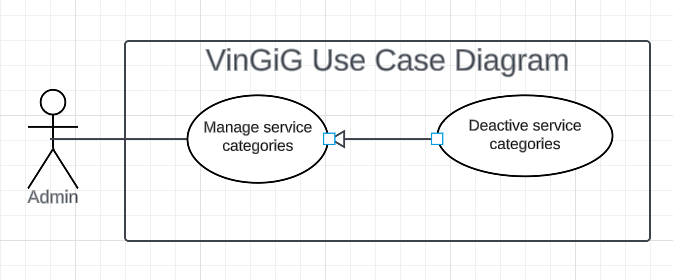 VinGiG Use Case Diagram
Manage service
categories
Deactive service
categories
Admin